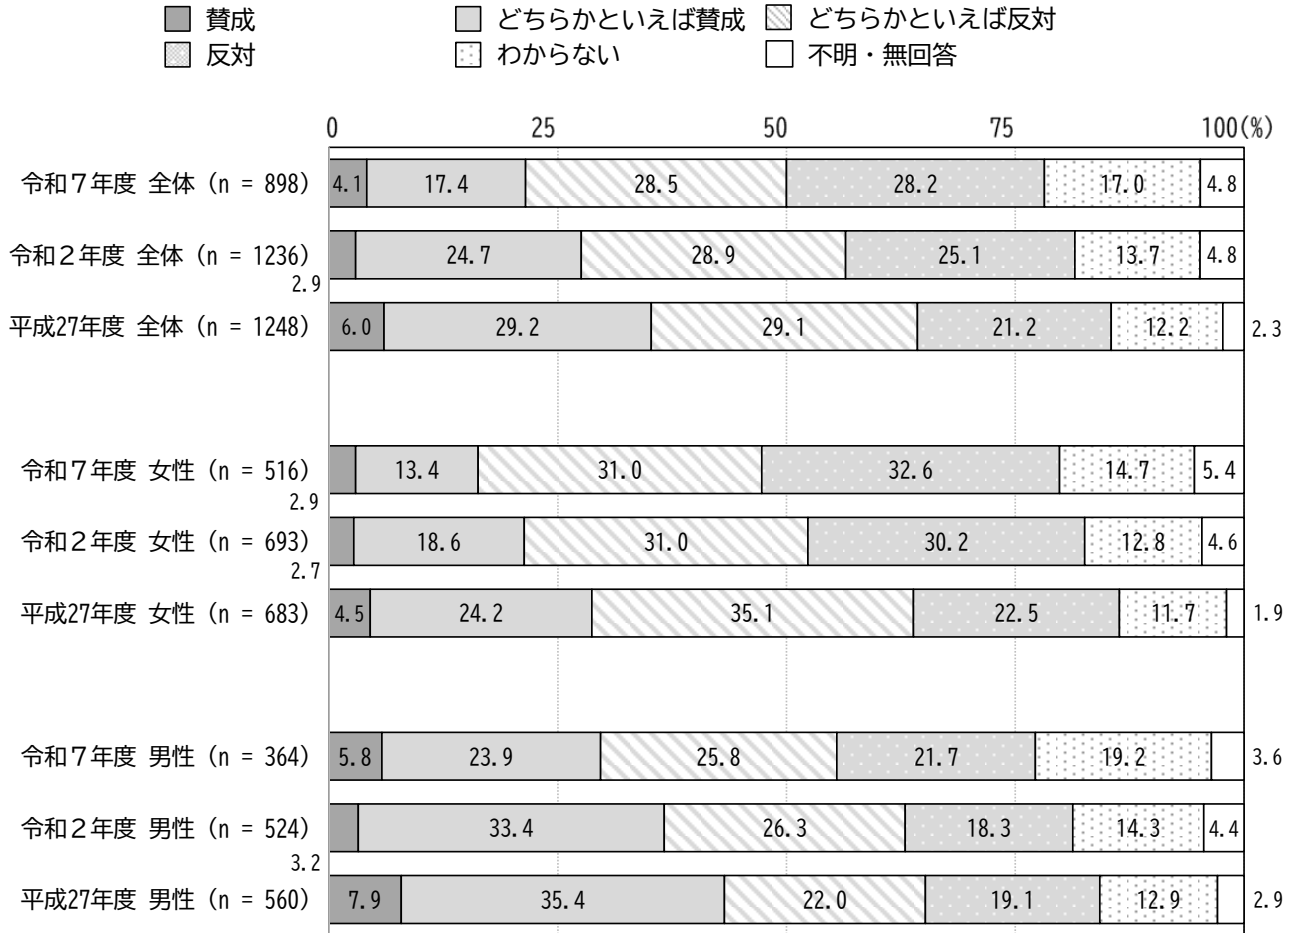 賛成 どちらかといえば賛成 どちらかといえば反対
反対 わからない 不明・無回答
0 25 50 75 100(%)
令和７年度 全体 (n = 898) 4.1 17.4 28.5 28.2 17.0 4.8
令和２年度 全体 (n = 1236) 24.7 28.9 25.1 13.7 4.8
2.9
平成27年度 全体 (n = 1248) 6.0 29.2 29.1 21.2 12.2 2.3
令和７年度 女性 (n = 516) 13.4 31.0 32.6 14.7 5.4
2.9
令和２年度 女性 (n = 693) 18.6 31.0 30.2 12.8 4.6
2.7
平成27年度 女性 (n = 683) 4.5 24.2 35.1 22.5 11.7 1.9
令和７年度 男性 (n = 364) 5.8 23.9 25.8 21.7 19.2 3.6
令和２年度 男性 (n = 524) 33.4 26.3 18.3 14.3 4.4
3.2
平成27年度 男性 (n = 560) 7.9 35.4 22.0 19.1 12.9 2.9